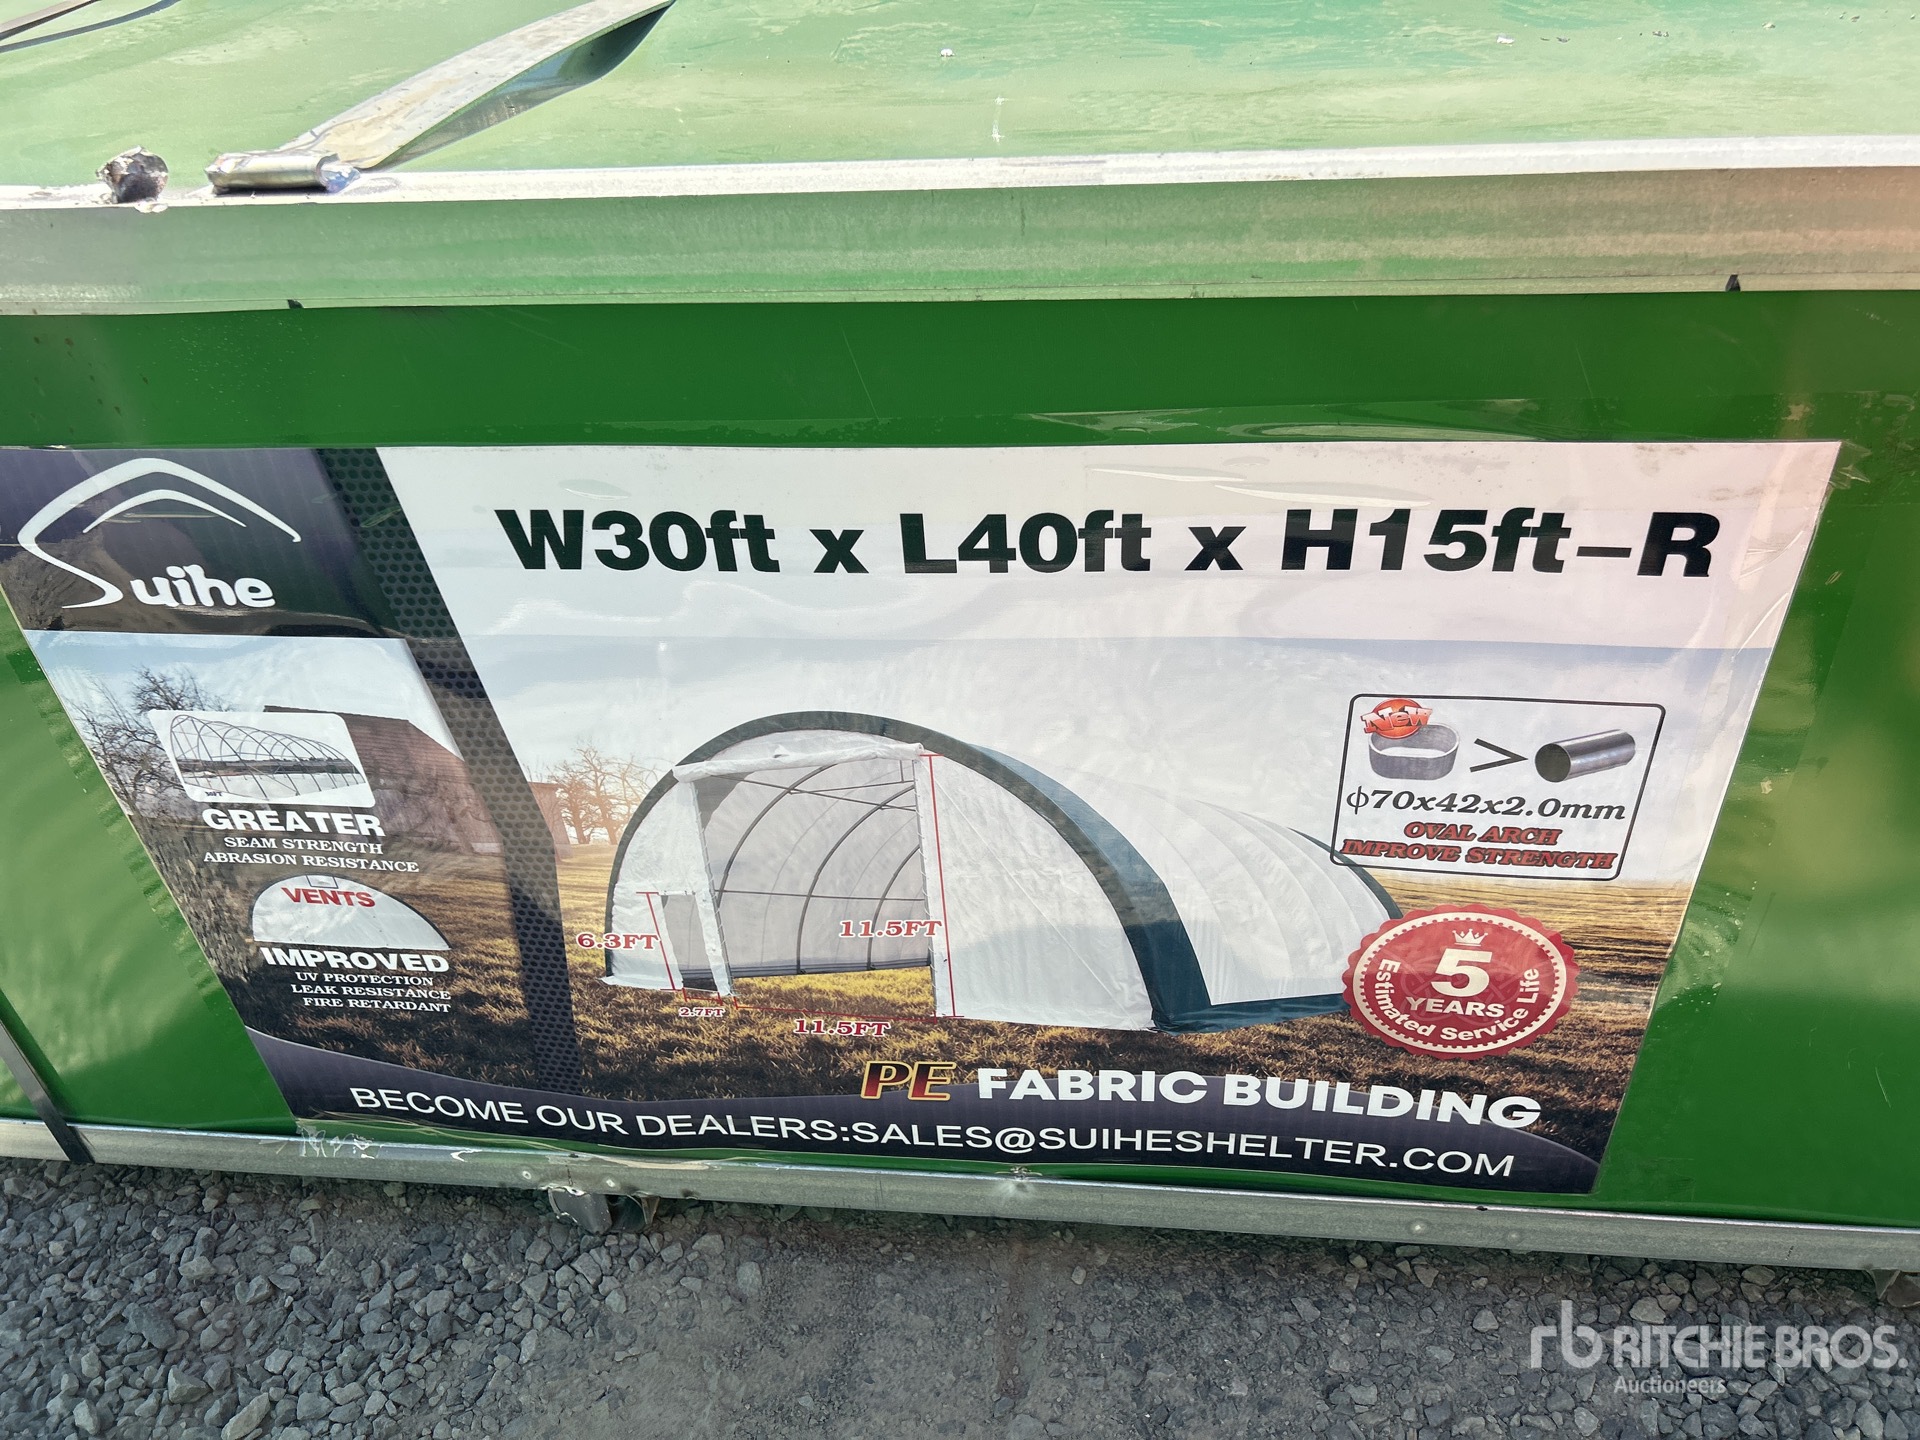 Suihe
W30ft x L40ft x H15ft-R
30FT
GREATER
SEAM STRENGTH
ABRASION RESISTANCE
VENTS
IMPROVED
UV PROTECTION
LEAK RESISTANCE
FIRE RETARDANT
New
>
ϕ70x42x2.0mm
OVAL ARCH
IMPROVE STRENGTH
6.3FT
11.5FT
2.7FT
11.5FT
5
YEARS
Estimated Service Life
PE FABRIC BUILDING
BECOME OUR DEALERS:SALES@SUIHESHELTER.COM
rb RITCHIE BROS.
Auctioneers